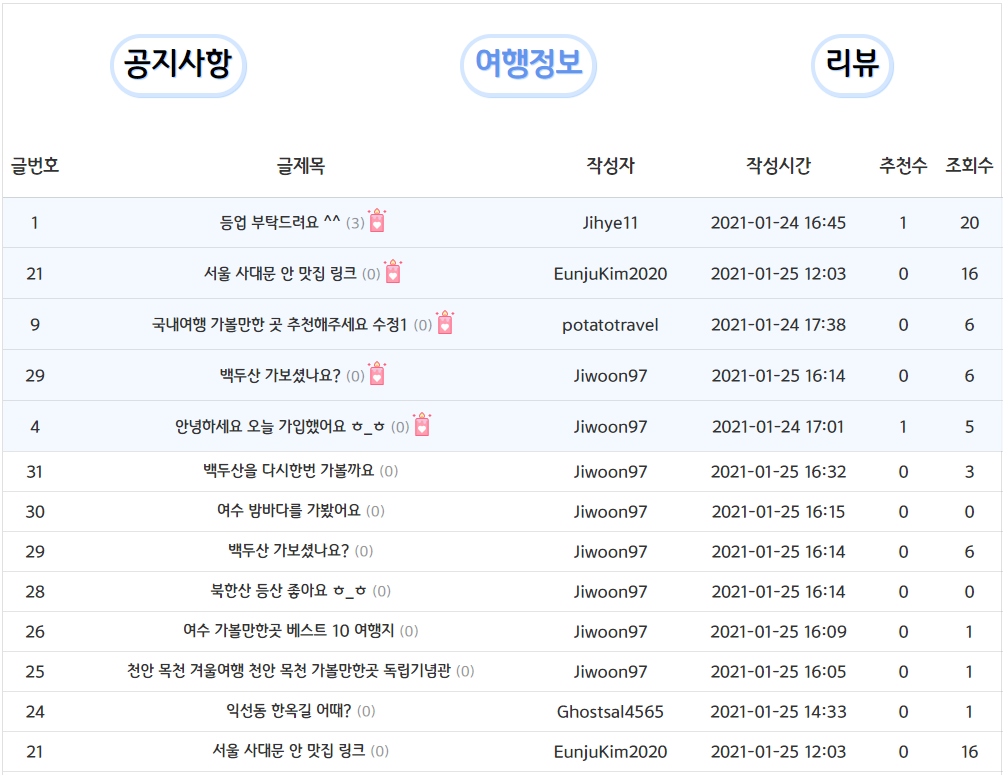 공지사항 여행정보 리뷰
글번호 글제목 작성자 작성시간 추천수 조회수
1 등업 부탁드려요 ^^ (3) Jihye11 2021-01-24 16:45 1 20
21 서울 사대문 안 맛집 링크 (0) EunjuKim2020 2021-01-25 12:03 0 16
9 국내여행 가볼만한 곳 추천해주세요 수정1 (0) potatotravel 2021-01-24 17:38 0 6
29 백두산 가보셨나요? (0) Jiwoon97 2021-01-25 16:14 0 6
4 안녕하세요 오늘 가입했어요 ㅎ_ㅎ (0) Jiwoon97 2021-01-24 17:01 1 5
31 백두산을 다시한번 가볼까요 (0) Jiwoon97 2021-01-25 16:32 0 3
30 여수 밤바다를 가봤어요 (0) Jiwoon97 2021-01-25 16:15 0 0
29 백두산 가보셨나요? (0) Jiwoon97 2021-01-25 16:14 0 6
28 북한산 등산 좋아요 ㅎ_ㅎ (0) Jiwoon97 2021-01-25 16:14 0 0
26 여수 가볼만한곳 베스트 10 여행지 (0) Jiwoon97 2021-01-25 16:09 0 1
25 천안 목천 겨울여행 천안 목천 가볼만한곳 독립기념관 (0) Jiwoon97 2021-01-25 16:05 0 1
24 익선동 한옥길 어때? (0) Ghostsal4565 2021-01-25 14:33 0 1
21 서울 사대문 안 맛집 링크 (0) EunjuKim2020 2021-01-25 12:03 0 16